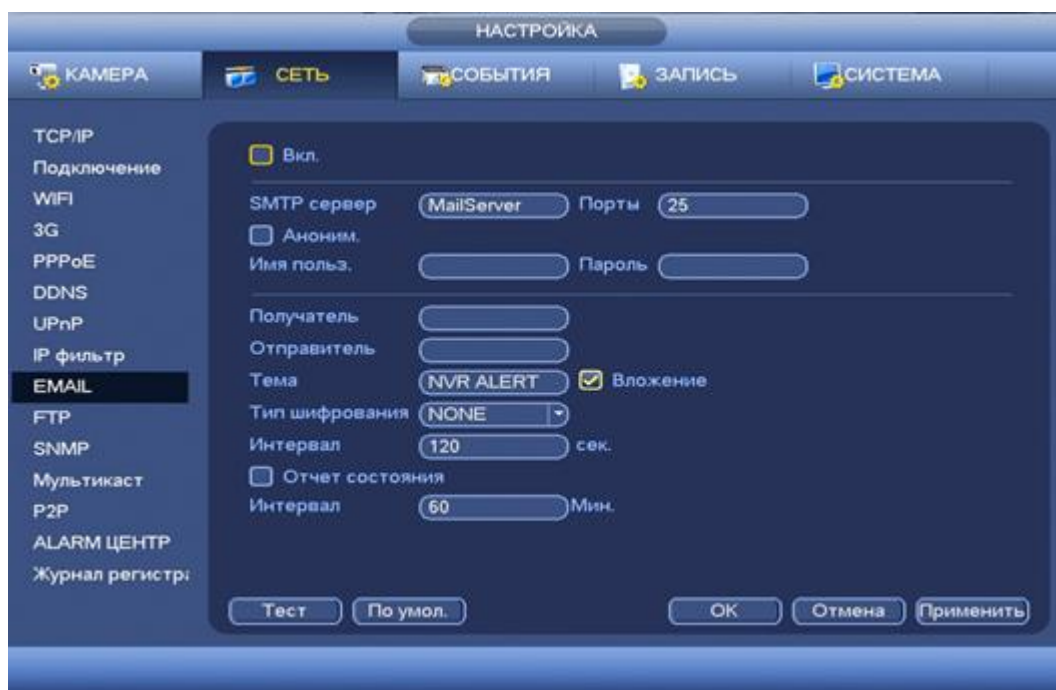 НАСТРОЙКА
КАМЕРА СЕТЬ СОБЫТИЯ ЗАПИСЬ СИСТЕМА
TCP/IP
Подключение
WIFI
3G
PPPoE
DDNS
UPnP
IP фильтр
EMAIL
FTP
SNMP
Мультикаст
P2P
ALARM ЦЕНТР
Журнал регистра
Вкл.
SMTP сервер MailServer Порты 25
Аноним.
Имя польз. Пароль
Получатель
Отправитель
Тема NVR ALERT Вложение
Тип шифрования NONE
Интервал 120 сек.
Отчет состояния
Интервал 60 Мин.
Тест По умол. OK Отмена Применить